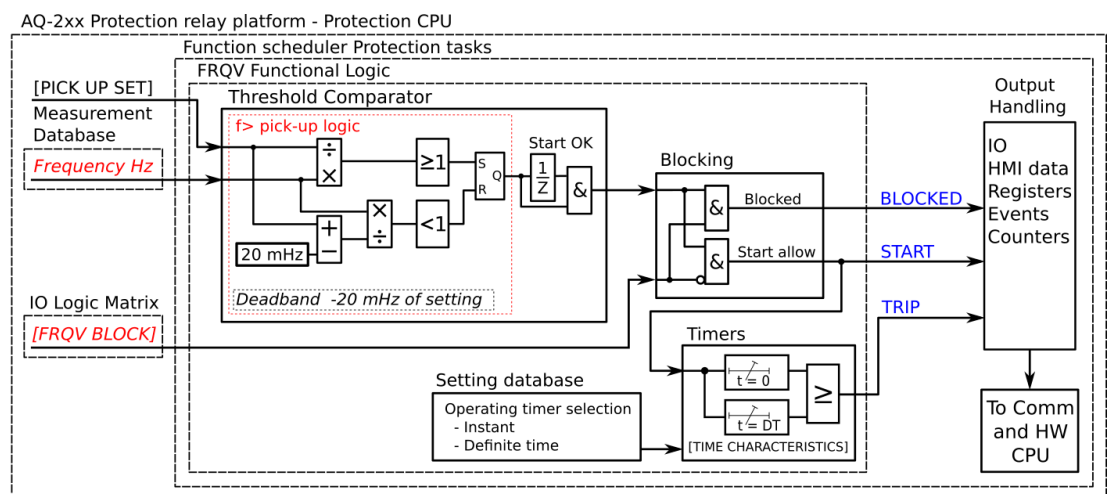 AQ-2xx Protection relay platform - Protection CPU
Function scheduler Protection tasks
FRQV Functional Logic
[PICK UP SET]
Measurement
Database
Frequency Hz
Threshold Comparator
f> pick-up logic
÷
×
≥1
S
Q
R
Start OK
1
Z
&
×
÷
<1
+
−
20 mHz
Deadband -20 mHz of setting
IO Logic Matrix
[FRQV BLOCK]
Blocking
&
Blocked
&
Start allow
BLOCKED
START
TRIP
Output
Handling
IO
HMI data
Registers
Events
Counters
To Comm
and HW
CPU
Timers
t = 0
t = DT
≥
[TIME CHARACTERISTICS]
Setting database
Operating timer selection
- Instant
- Definite time